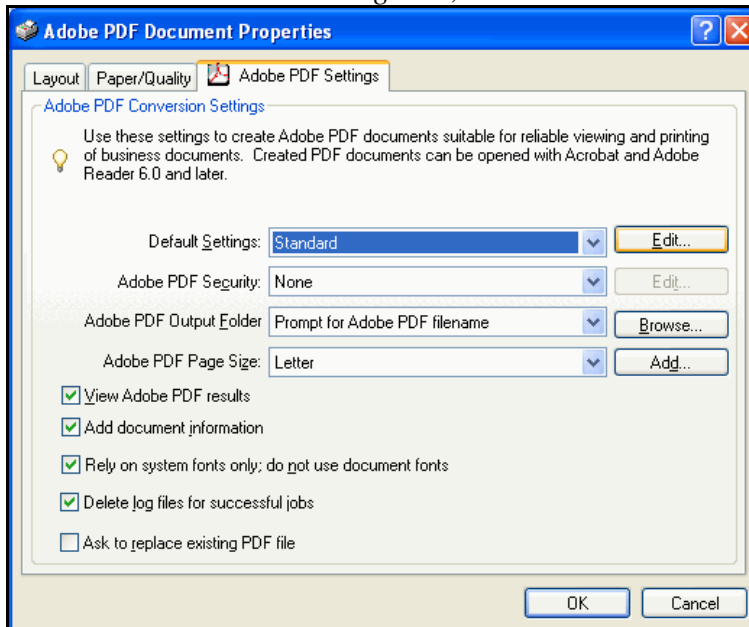 Adobe PDF Document Properties
Layout Paper/Quality Adobe PDF Settings
Adobe PDF Conversion Settings
Use these settings to create Adobe PDF documents suitable for reliable viewing and printing
of business documents. Created PDF documents can be opened with Acrobat and Adobe
Reader 6.0 and later.
Default Settings: Standard Edit...
Adobe PDF Security: None Edit...
Adobe PDF Output Folder Prompt for Adobe PDF filename Browse...
Adobe PDF Page Size: Letter Add...
View Adobe PDF results
Add document information
Rely on system fonts only; do not use document fonts
Delete log files for successful jobs
Ask to replace existing PDF file
OK Cancel